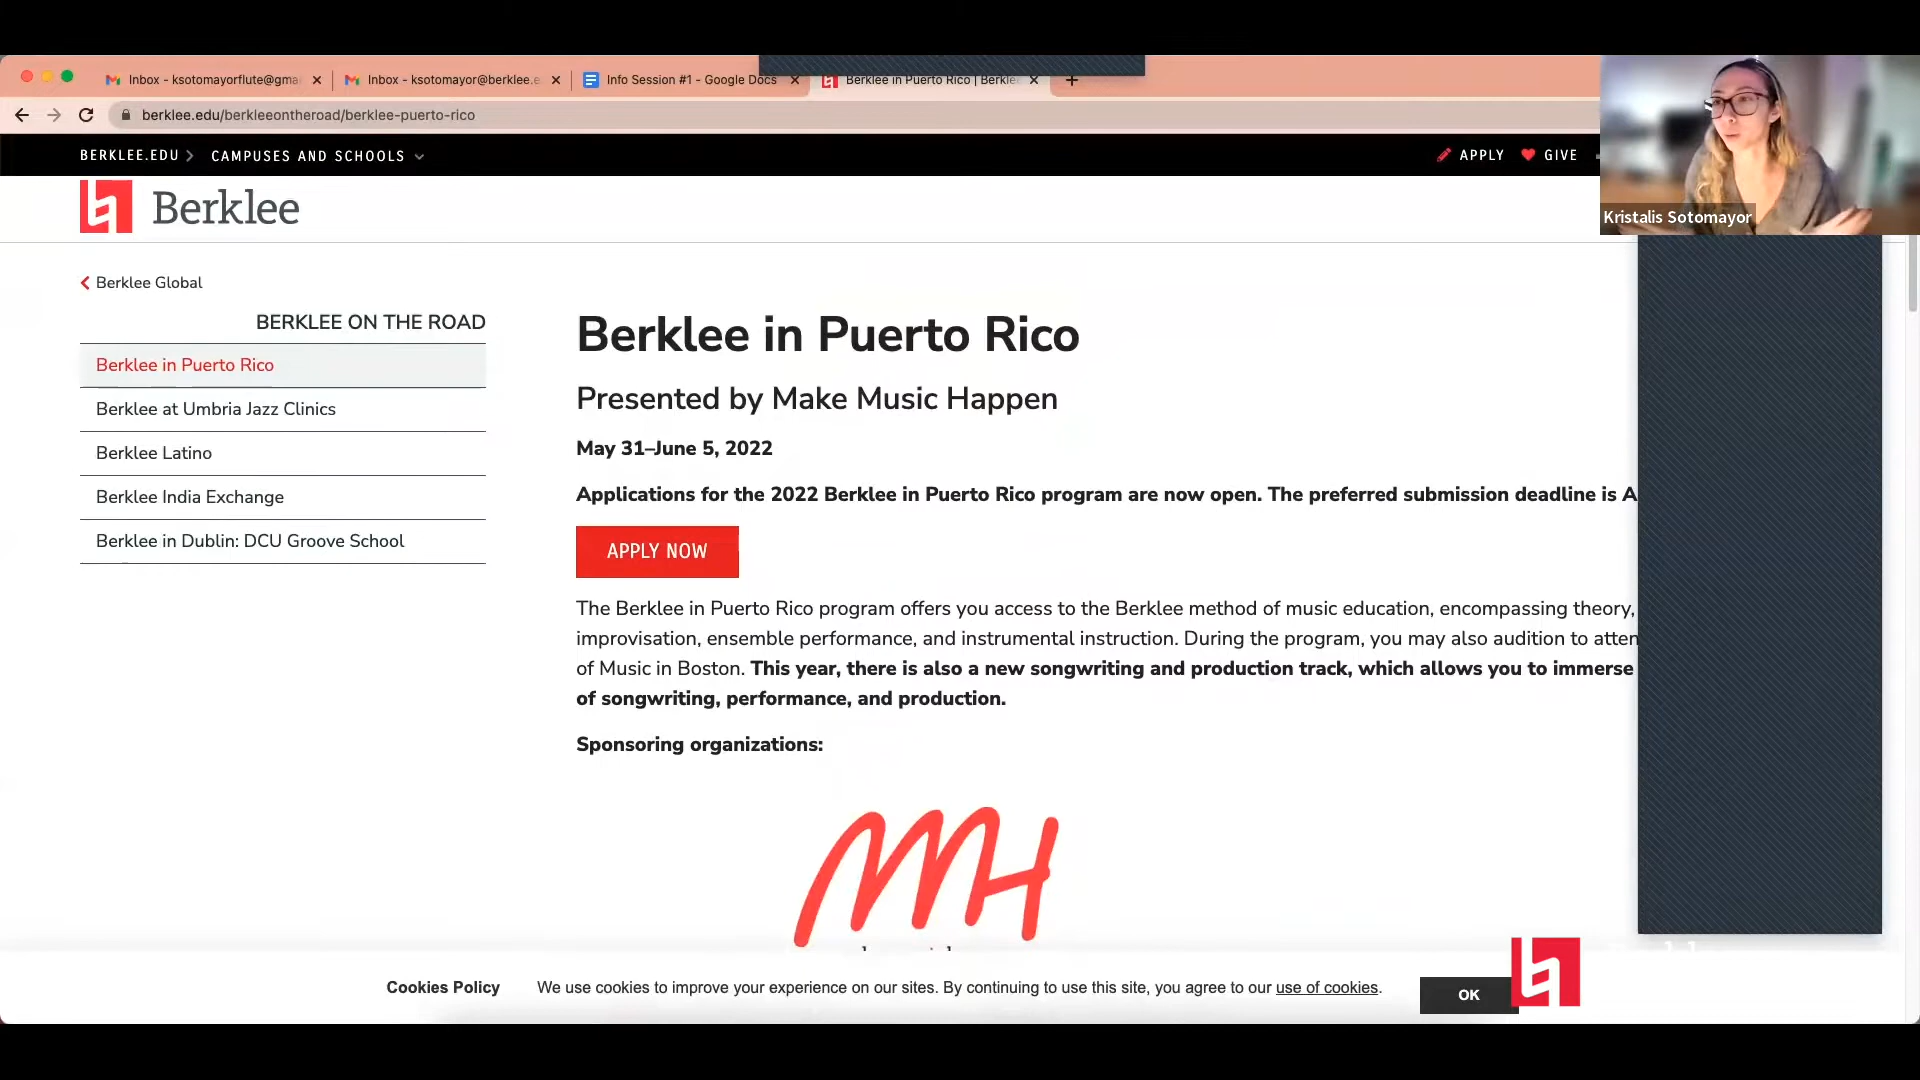 Inbox - ksotomayorflute@gma
Inbox - ksotomayor@berklee.e
Info Session #1 - Google Docs
Berklee in Puerto Rico | Berklee
berklee.edu/berkleeontheroad/berklee-puerto-rico
BERKLEE.EDU
CAMPUSES AND SCHOOLS
APPLY
GIVE
Berklee
Kristalis Sotomayor
Berklee Global
BERKLEE ON THE ROAD
Berklee in Puerto Rico
Berklee at Umbria Jazz Clinics
Berklee Latino
Berklee India Exchange
Berklee in Dublin: DCU Groove School
Berklee in Puerto Rico
Presented by Make Music Happen
May 31–June 5, 2022
Applications for the 2022 Berklee in Puerto Rico program are now open. The preferred submission deadline is A
APPLY NOW
The Berklee in Puerto Rico program offers you access to the Berklee method of music education, encompassing theory,
improvisation, ensemble performance, and instrumental instruction. During the program, you may also audition to atten
of Music in Boston. This year, there is also a new songwriting and production track, which allows you to immerse
of songwriting, performance, and production.
Sponsoring organizations:
MH
Cookies Policy
We use cookies to improve your experience on our sites. By continuing to use this site, you agree to our use of cookies.
OK